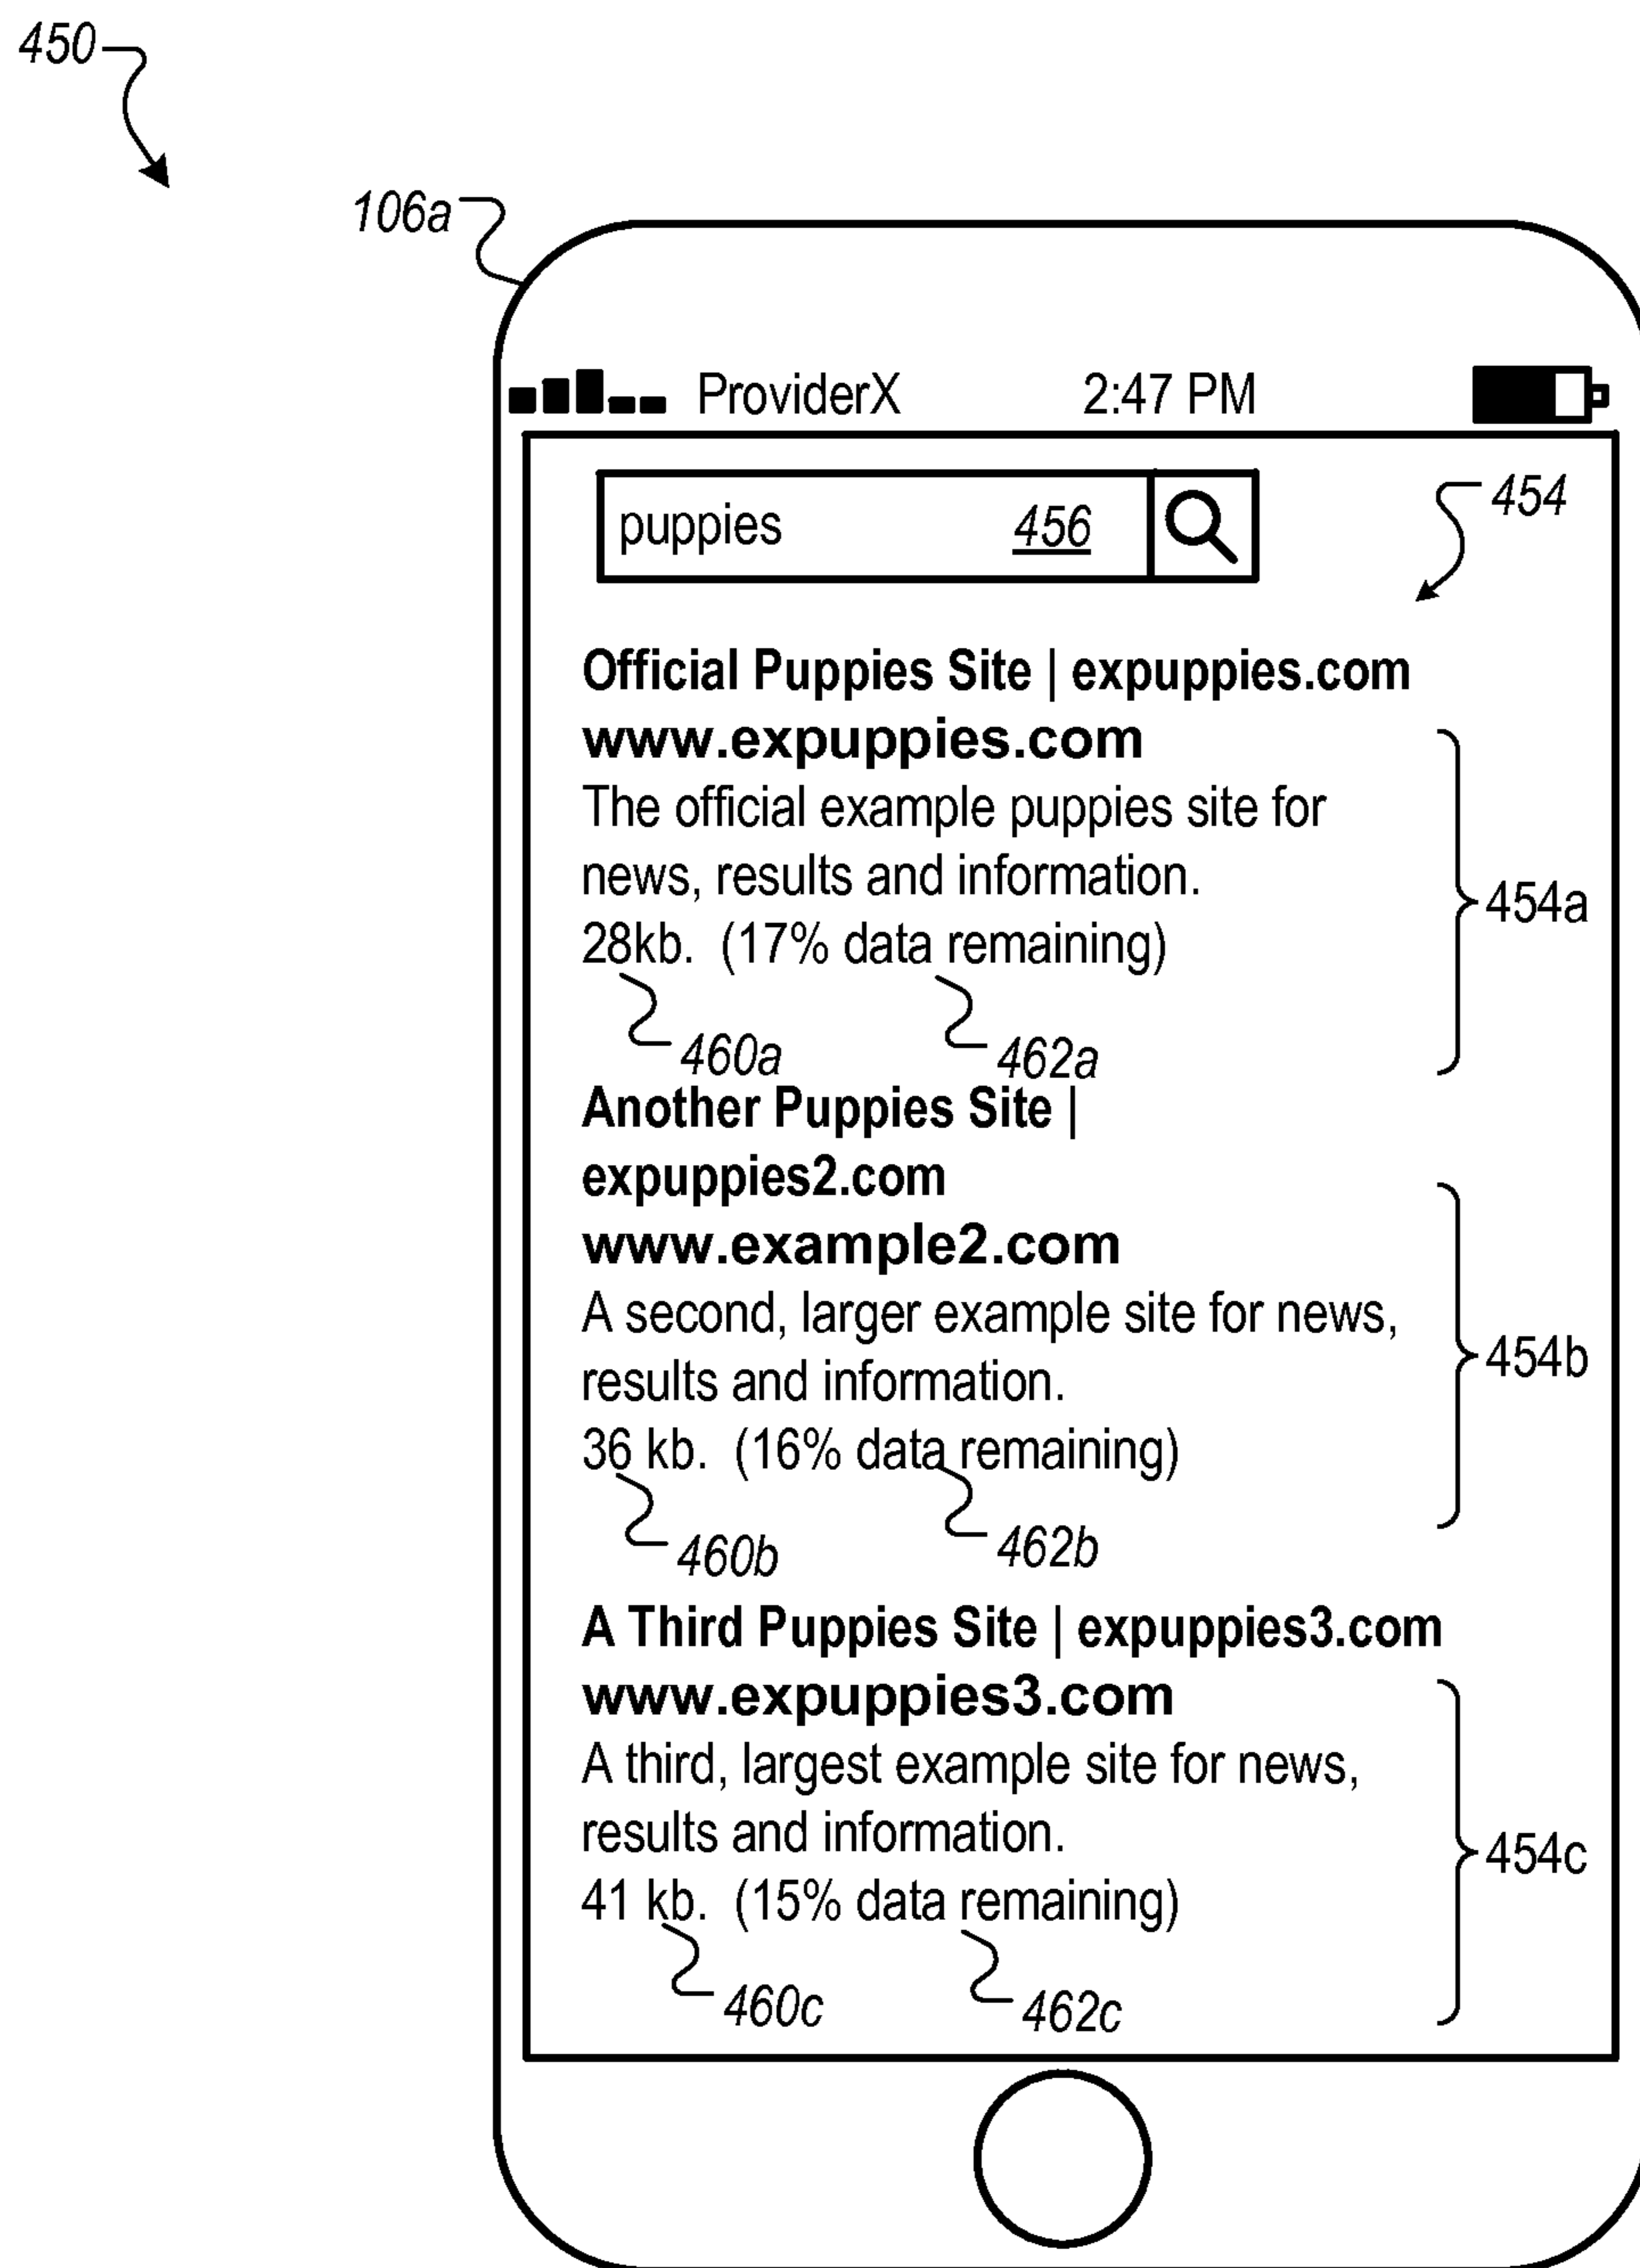 450
106a
ProviderX 2:47 PM
puppies 456
454
Official Puppies Site | expuppies.com
www.expuppies.com
The official example puppies site for
news, results and information.
454a
28kb. (17% data remaining)
460a 462a
Another Puppies Site |
expuppies2.com
www.example2.com
A second, larger example site for news,
454b
results and information.
36 kb. (16% data remaining)
460b 462b
A Third Puppies Site | expuppies3.com
www.expuppies3.com
A third, largest example site for news,
results and information.
454c
41 kb. (15% data remaining)
460c 462c